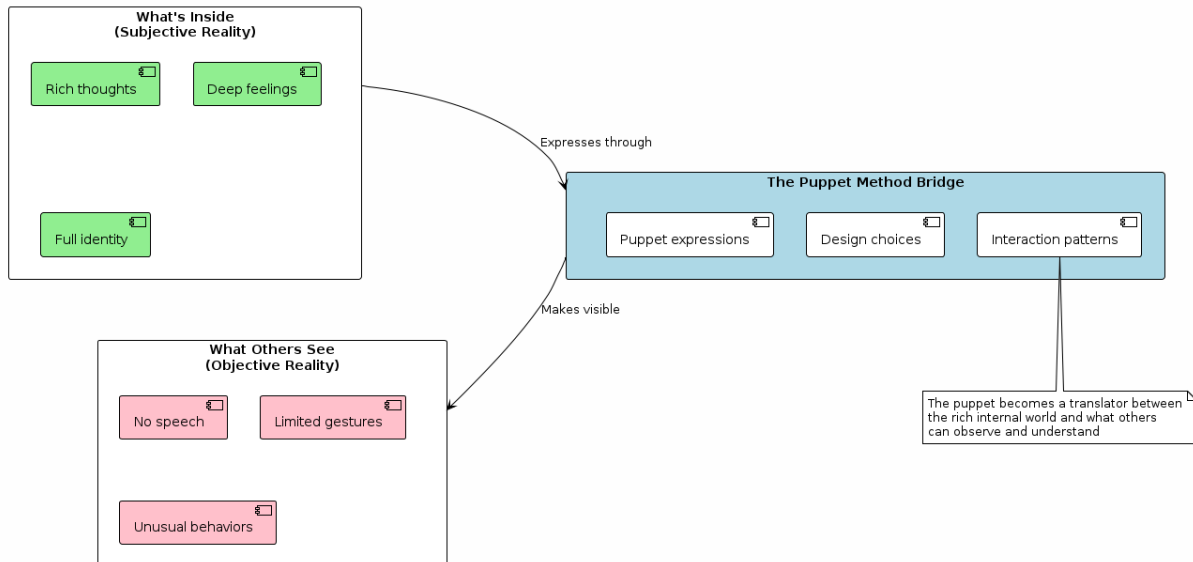 What's Inside
(Subjective Reality)
Rich thoughts
Deep feelings
Full identity
Expresses through
The Puppet Method Bridge
Puppet expressions
Design choices
Interaction patterns
Makes visible
What Others See
(Objective Reality)
No speech
Limited gestures
Unusual behaviors
The puppet becomes a translator between
the rich internal world and what others
can observe and understand